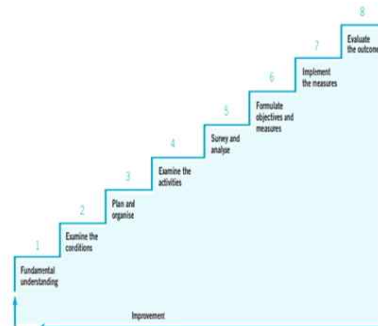 1
Fundamental
understanding
2
Examine the
conditions
3
Plan and
organise
4
Examine the
activities
5
Survey and
analyse
6
Formulate
objectives and
measures
7
Implement
the measures
8
Evaluate
the outcome
Improvement